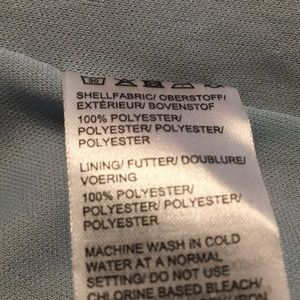 30
SHELLFABRIC/ OBERSTOFF/
EXTÉRIEUR/ BOVENSTOF
100% POLYESTER/
POLYESTER/ POLYESTER/
POLYESTER
LINING/ FUTTER/ DOUBLURE/
VOERING
100% POLYESTER/
POLYESTER/ POLYESTER/
POLYESTER
MACHINE WASH IN COLD
WATER AT A NORMAL
SETTING/ DO NOT USE
CHLORINE BASED BLEACH/